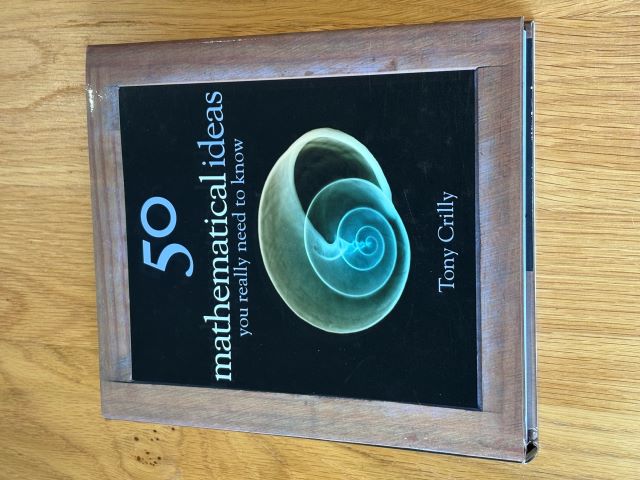 50
mathematical ideas
you really need to know
Tony Crilly